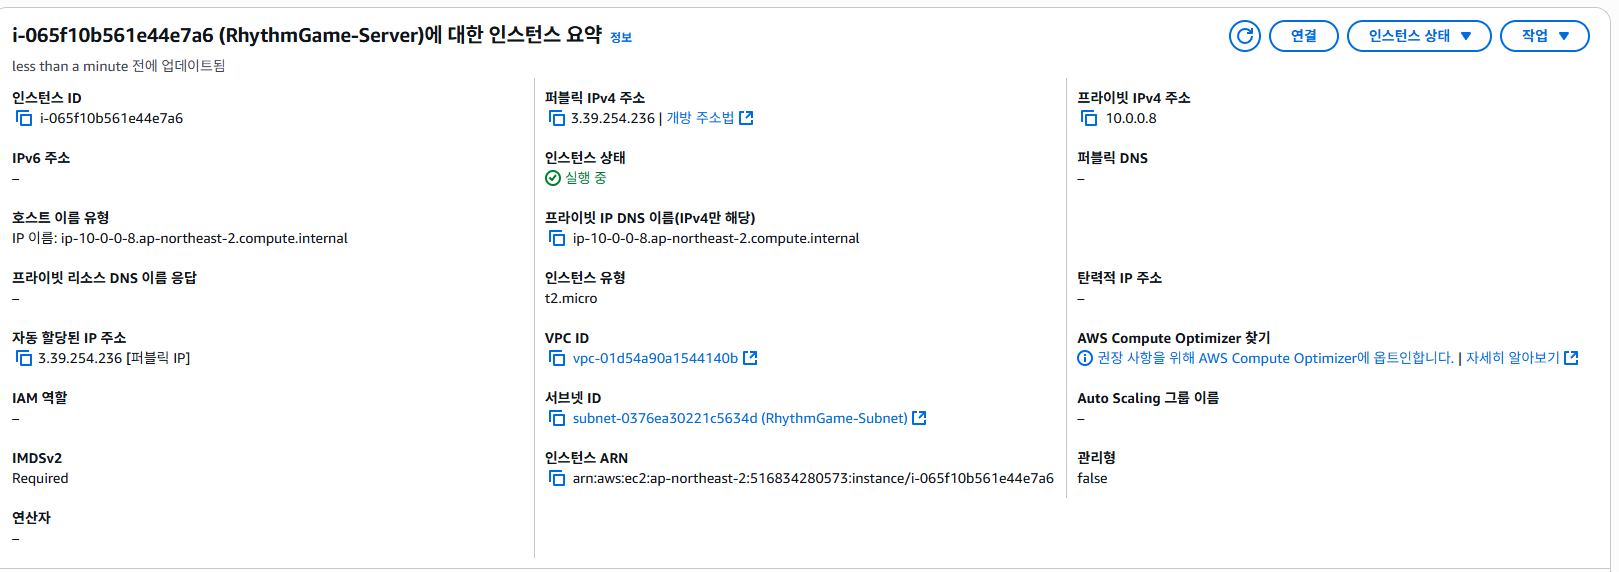 i-065f10b561e44e7a6 (RhythmGame-Server)에 대한 인스턴스 요약 정보
연결
인스턴스 상태
작업
less than a minute 전에 업데이트됨
인스턴스 ID
i-065f10b561e44e7a6
퍼블릭 IPv4 주소
3.39.254.236 | 개방 주소법
프라이빗 IPv4 주소
10.0.0.8
IPv6 주소
–
인스턴스 상태
실행 중
퍼블릭 DNS
–
호스트 이름 유형
IP 이름: ip-10-0-0-8.ap-northeast-2.compute.internal
프라이빗 IP DNS 이름(IPv4만 해당)
ip-10-0-0-8.ap-northeast-2.compute.internal
프라이빗 리소스 DNS 이름 응답
–
인스턴스 유형
t2.micro
탄력적 IP 주소
–
자동 할당된 IP 주소
3.39.254.236 [퍼블릭 IP]
VPC ID
vpc-01d54a90a1544140b
AWS Compute Optimizer 찾기
권장 사항을 위해 AWS Compute Optimizer에 옵트인합니다. | 자세히 알아보기
IAM 역할
–
서브넷 ID
subnet-0376ea30221c5634d (RhythmGame-Subnet)
Auto Scaling 그룹 이름
–
IMDSv2
Required
인스턴스 ARN
arn:aws:ec2:ap-northeast-2:516834280573:instance/i-065f10b561e44e7a6
관리형
false
연산자
–